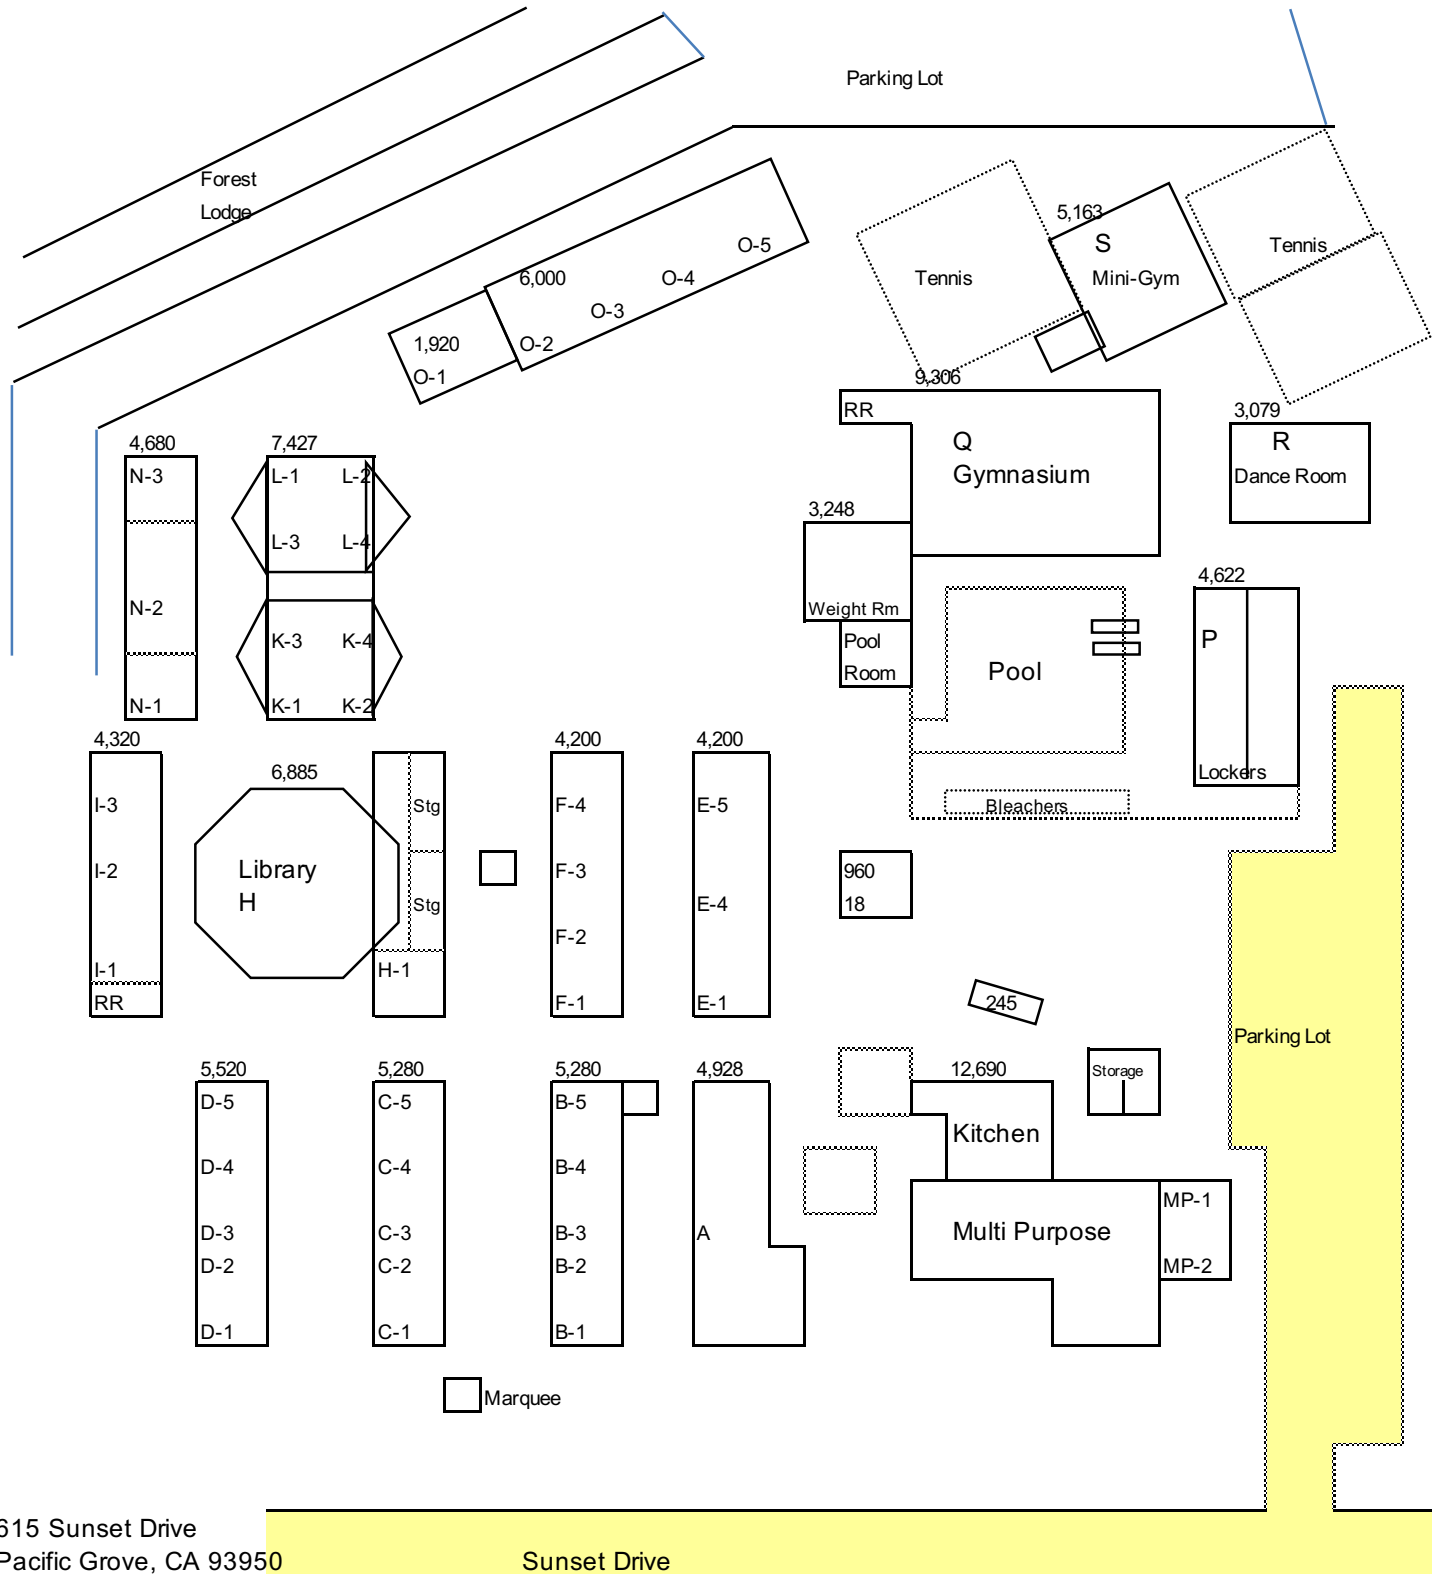 Parking Lot
Forest
Lodge
5,163
S
Mini-Gym
Tennis
Tennis
O-5
O-4
6,000
O-3
O-2
1,920
O-1
9,306
RR
Q
Gymnasium
3,079
R
Dance Room
4,680
N-3
N-2
N-1
7,427
L-1 L-2
L-3 L-4
K-3 K-4
K-1 K-2
3,248
Weight Rm
Pool
Room
Pool
4,622
P
Lockers
Bleachers
4,320
I-3
I-2
I-1
RR
6,885
Library
H
Stg
Stg
H-1
4,200
F-4
F-3
F-2
F-1
4,200
E-5
E-4
E-1
960
18
245
Parking Lot
5,520
D-5
D-4
D-3
D-2
D-1
5,280
C-5
C-4
C-3
C-2
C-1
5,280
B-5
B-4
B-3
B-2
B-1
4,928
A
12,690
Kitchen
Storage
Multi Purpose
MP-1
MP-2
Marquee
615 Sunset Drive
Pacific Grove, CA 93950
Sunset Drive